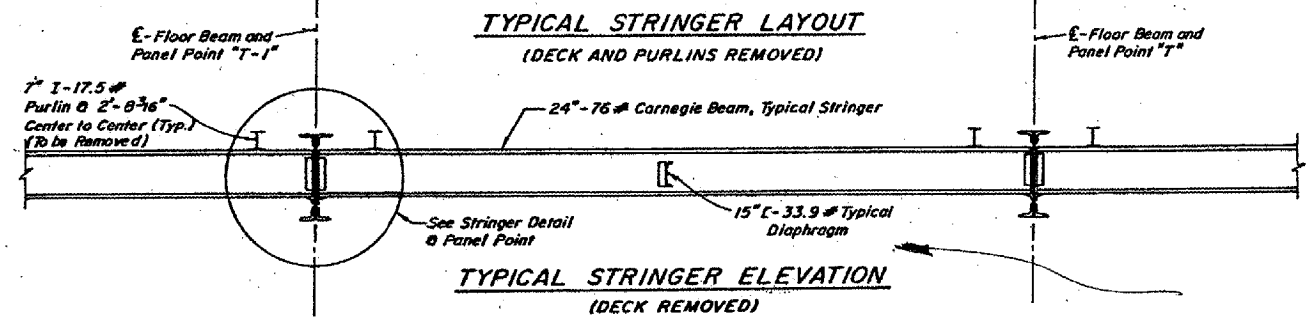 TYPICAL STRINGER LAYOUT
(DECK AND PURLINS REMOVED)
℄-Floor Beam and
Panel Point "T-1"
℄-Floor Beam and
Panel Point "T"
7" I-17.5 #
Purlin @ 2'-8 3/16"
Center to Center (Typ.)
(To be Removed)
24"-76 # Carnegie Beam, Typical Stringer
See Stringer Detail
@ Panel Point
15" [-33.9 # Typical
Diaphragm
TYPICAL STRINGER ELEVATION
(DECK REMOVED)